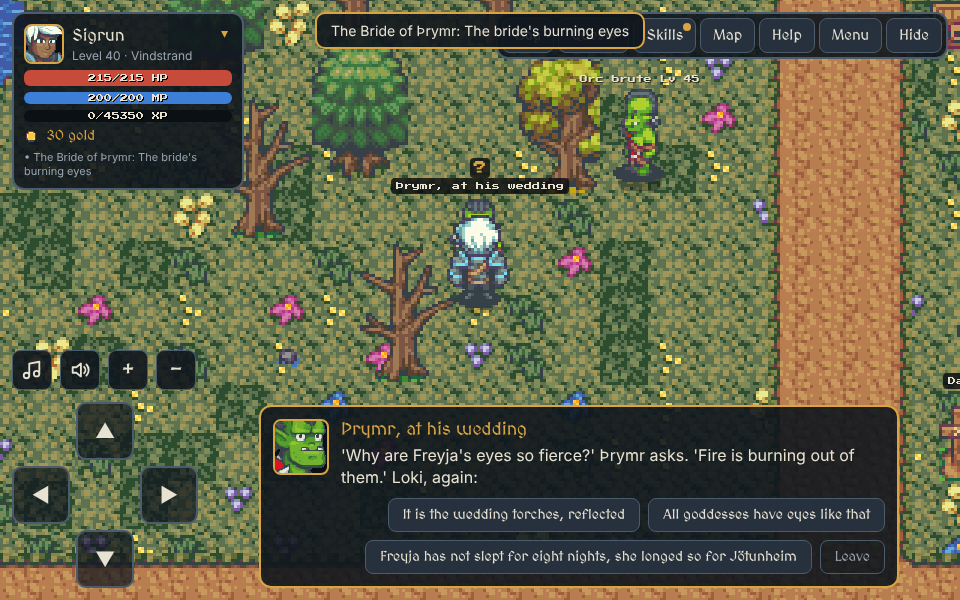 Sigrun
Level 40 · Vindstrand
215/215 HP
200/200 MP
0/45350 XP
30 gold
• The Bride of Þrymr: The bride's
burning eyes
The Bride of Þrymr: The bride's burning eyes
Skills
Map
Help
Menu
Hide
Orc brute Lv 45
?
Þrymr, at his wedding
+
−
Da
Þrymr, at his wedding
'Why are Freyja's eyes so fierce?' Þrymr asks. 'Fire is burning out of
them.' Loki, again:
It is the wedding torches, reflected
All goddesses have eyes like that
Freyja has not slept for eight nights, she longed so for Jötunheim
Leave